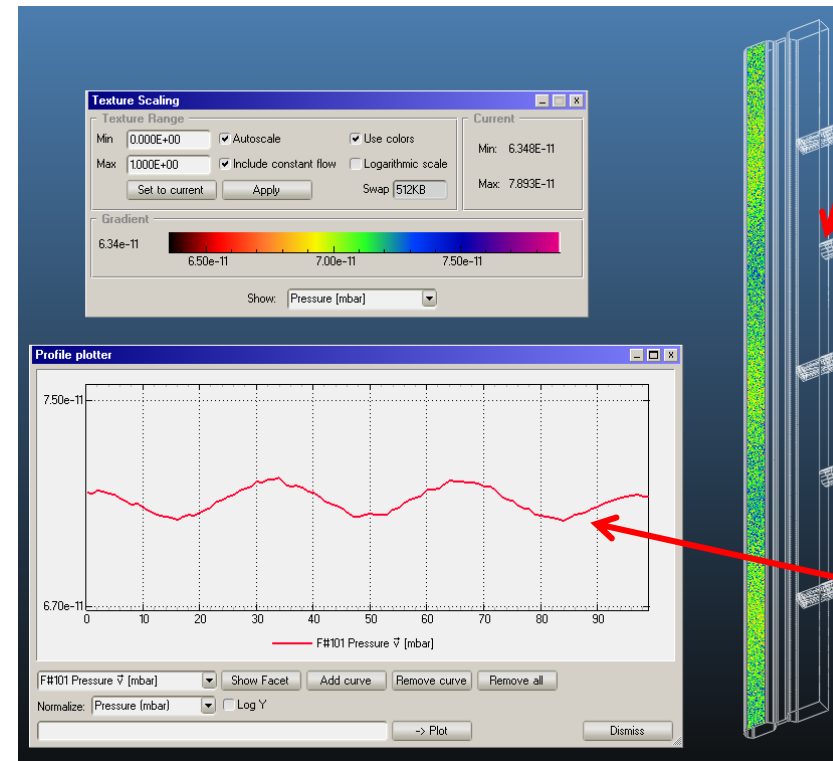 Texture Scaling
Texture Range
Min 0.000E+00 Autoscale Use colors
Max 1.000E+00 Include constant flow Logarithmic scale
Set to current Apply Swap 512KB
Current
Min: 6.348E-11
Max: 7.893E-11
Gradient
6.34e-11
6.50e-11 7.00e-11 7.50e-11
Show: Pressure [mbar]
Profile plotter
7.50e-11
6.70e-11
0 10 20 30 40 50 60 70 80 90
F#101 Pressure v⃗ [mbar]
F#101 Pressure v⃗ [mbar] Show Facet Add curve Remove curve Remove all
Normalize: Pressure (mbar) Log Y
-> Plot Dismiss